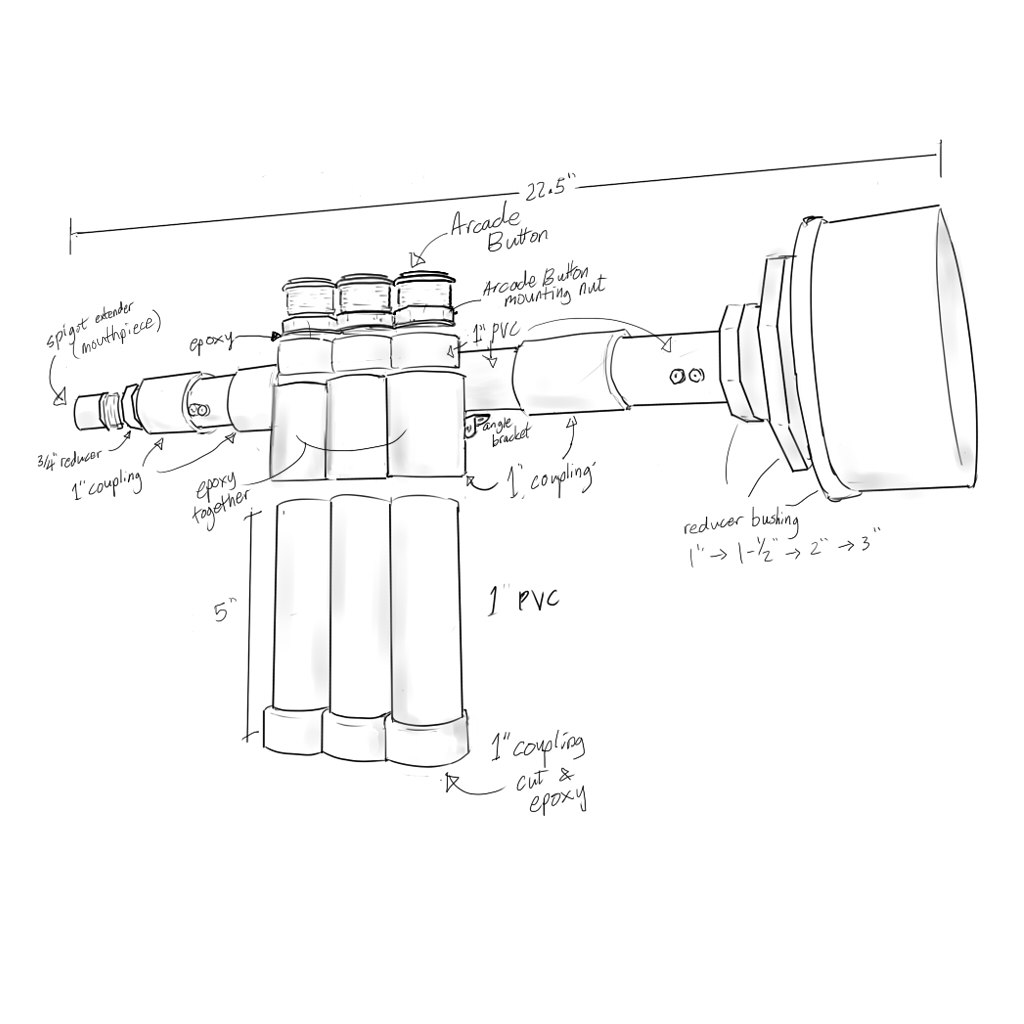 22.5"
Arcade
Button
Arcade Button
mounting nut
spigot extender
(mouthpiece)
epoxy
1" PVC
angle
bracket
3/4" reducer
1" coupling
epoxy
together
1" coupling
reducer bushing
1" → 1-1/2" → 2" → 3"
5"
1" PVC
1" coupling
cut &
epoxy